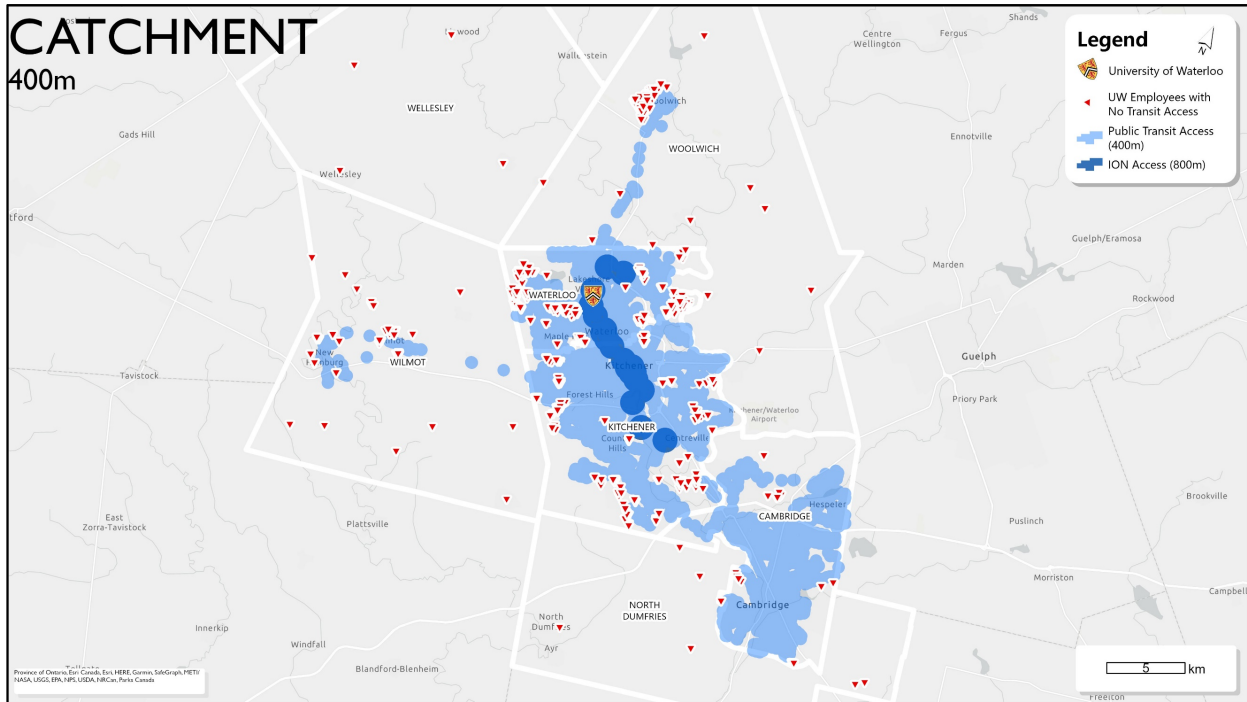 CATCHMENT
400m
Legend
N
University of Waterloo
UW Employees with
No Transit Access
Public Transit Access
(400m)
ION Access (800m)
Shands
Centre
Wellington
Fergus
Wallenstein
WELLESLEY
Gads Hill
Ennotville
WOOLWICH
Wellesley
Guelph/Eramosa
Marden
Rockwood
WATERLOO
Waterloo
WILMOT
New
Tavistock
Kitchener
Guelph
Forest Hills
Priory Park
Airport
KITCHENER
Hills
Centreville
Hespeler
Brookville
CAMBRIDGE
East
Zorra-Tavistock
Plattsville
Puslinch
Morriston
Cambridge
NORTH
DUMFRIES
North
Dumfries
Ayr
Innerkip
Windfall
Blandford-Blenheim
Province of Ontario, Esri Canada, Esri, HERE, Garmin, SafeGraph, METI/
NASA, USGS, EPA, NPS, USDA, NRCan, Parks Canada
5 km
Freelton